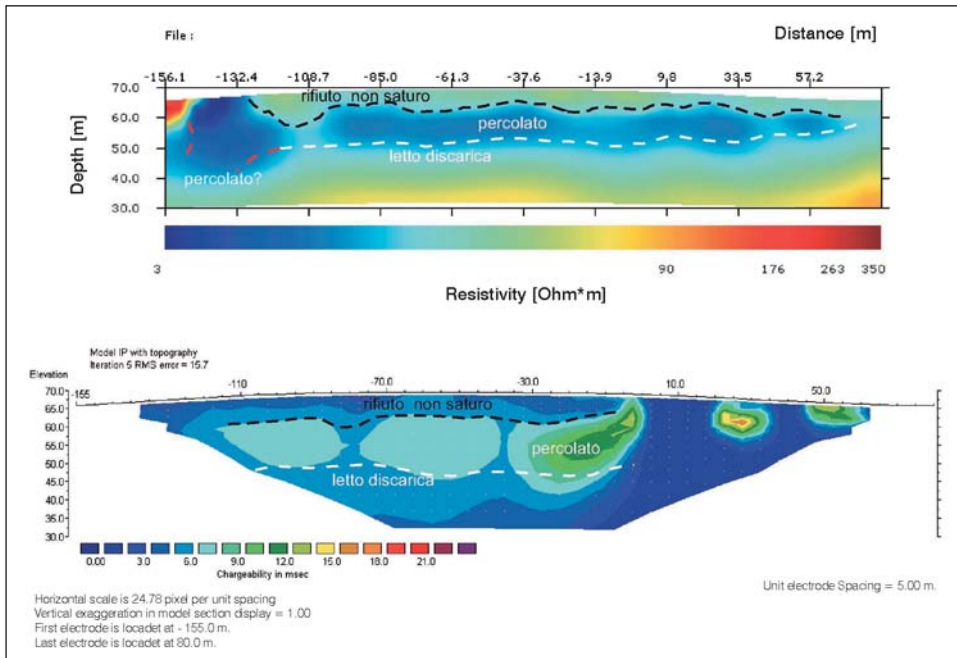 File :
Distance [m]
-156.1 -132.4 -108.7 -85.0 -61.3 -37.6 -13.9 9.8 33.5 57.2
70.0
60.0
50.0
40.0
30.0
Depth [m]
rifiuto non saturo
percolato
letto discarica
percolato?
3 90 176 263 350
Resistivity [Ohm*m]
Model IP with topography
Iteration 5 RMS error = 15.7
Elevation
-155 -110 -70.0 -30.0 10.0 50.0
70.0
65.0
60.0
55.0
50.0
45.0
40.0
35.0
30.0
rifiuto non saturo
percolato
letto discarica
0.00 3.0 6.0 9.0 12.0 15.0 18.0 21.0
Chargeability in msec
Horizontal scale is 24.78 pixel per unit spacing
Vertical exaggeration in model section display = 1.00
First electrode is locadet at - 155.0 m.
Last electrode is locadet at 80.0 m.
Unit electrode Spacing = 5.00 m.